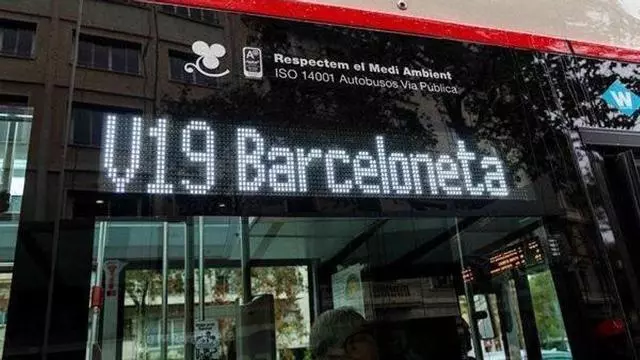 Respectem el Medi Ambient
ISO 14001 Autobusos Via Pública
W
V19 Barceloneta